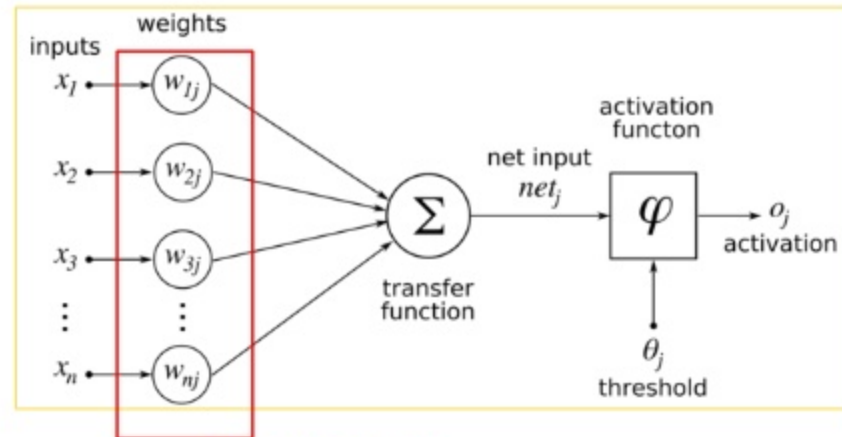 weights
inputs
x1
w1j
x2
w2j
x3
w3j
⋮
⋮
xn
wnj
Σ
transfer
function
net input
netj
activation
functon
φ
oj
activation
θj
threshold